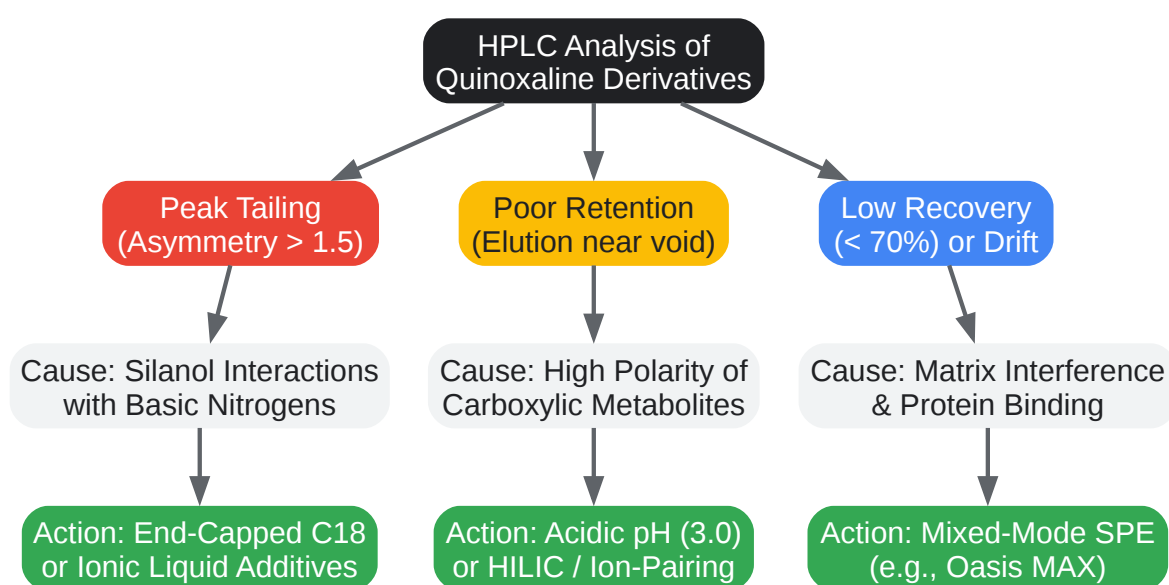 HPLC Analysis of
Quinoxaline Derivatives
Peak Tailing
(Asymmetry > 1.5)
Poor Retention
(Elution near void)
Low Recovery
(< 70%) or Drift
Cause: Silanol Interactions
with Basic Nitrogens
Cause: High Polarity of
Carboxylic Metabolites
Cause: Matrix Interference
& Protein Binding
Action: End-Capped C18
or Ionic Liquid Additives
Action: Acidic pH (3.0)
or HILIC / Ion-Pairing
Action: Mixed-Mode SPE
(e.g., Oasis MAX)